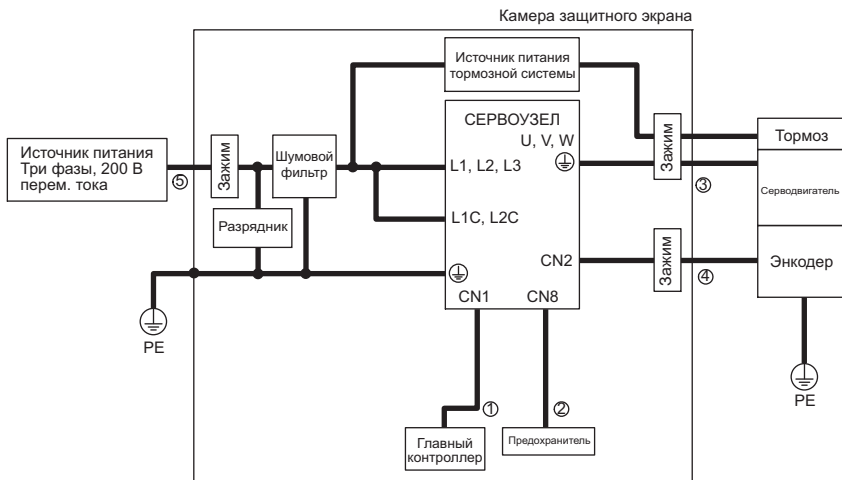 Камера защитного экрана
Источник питания
тормозной системы
СЕРВОУЗЕЛ
U, V, W
Зажим
Тормоз
Источник питания
Три фазы, 200 В
перем. тока
⑤
Зажим
Шумовой
фильтр
L1, L2, L3
③
Серводвигатель
Разрядник
L1C, L2C
CN2
Зажим
④
Энкодер
CN1
CN8
PE
PE
①
②
Главный
контроллер
Предохранитель